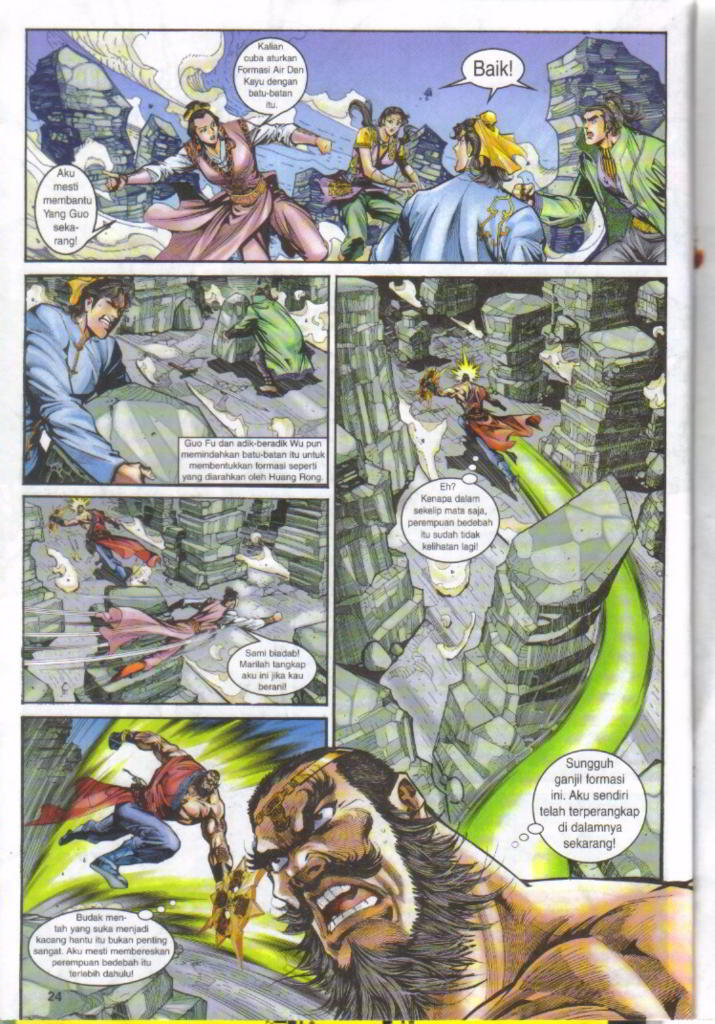 Kalian
cuba aturkan
Formasi Air Dan
Kayu dengan
batu-batan
itu.
Baik!
Aku
mesti
membantu
Yang Guo
seka-
rang!
Guo Fu dan adik-beradik Wu pun
memindahkan batu-batan itu untuk
membentukkan formasi seperti
yang diarahkan oleh Huang Rong.
Eh?
Kenapa dalam
sekelip mata saja,
perempuan bedebah
itu sudah tidak
kelihatan lagi!
Sami biadab!
Marilah tangkap
aku ini jika kau
berani!
Sungguh
ganjil formasi
ini. Aku sendiri
telah terperangkap
di dalamnya
sekarang!
Budak men-
tah yang suka menjadi
kacang hantu itu bukan penting
sangat. Aku mesti membereskan
perempuan bedebah itu
terlebih dahulu!
24